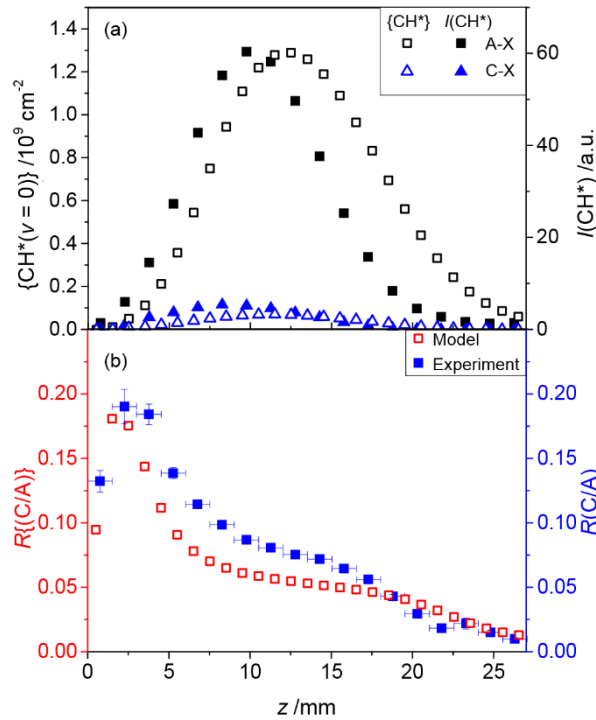 (a)
{CH*} I(CH*)
A-X
C-X
1.4
1.2
1.0
0.8
0.6
0.4
0.2
0.0
{CH*(v = 0)} /10⁹ cm⁻²
60
40
20
0
I(CH*) /a.u.
(b)
Model
Experiment
0.20
0.15
0.10
0.05
0.00
R{(C/A)}
0.20
0.15
0.10
0.05
0.00
R(C/A)
0 5 10 15 20 25
z /mm